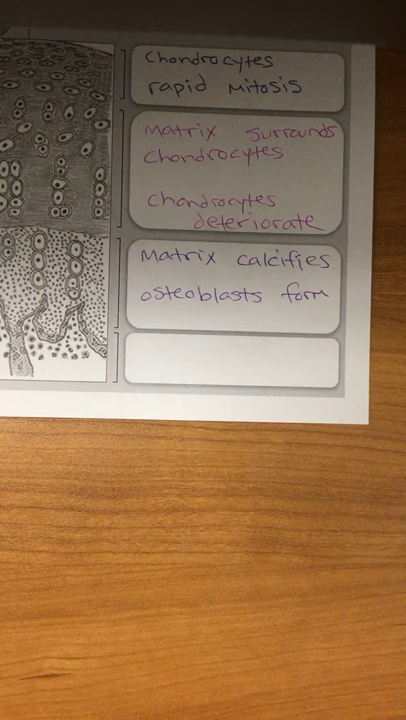 Chondrocytes
rapid mitosis
Matrix surrounds
Chondrocytes
Chondrocytes
deteriorate
Matrix calcifies
osteoblasts form